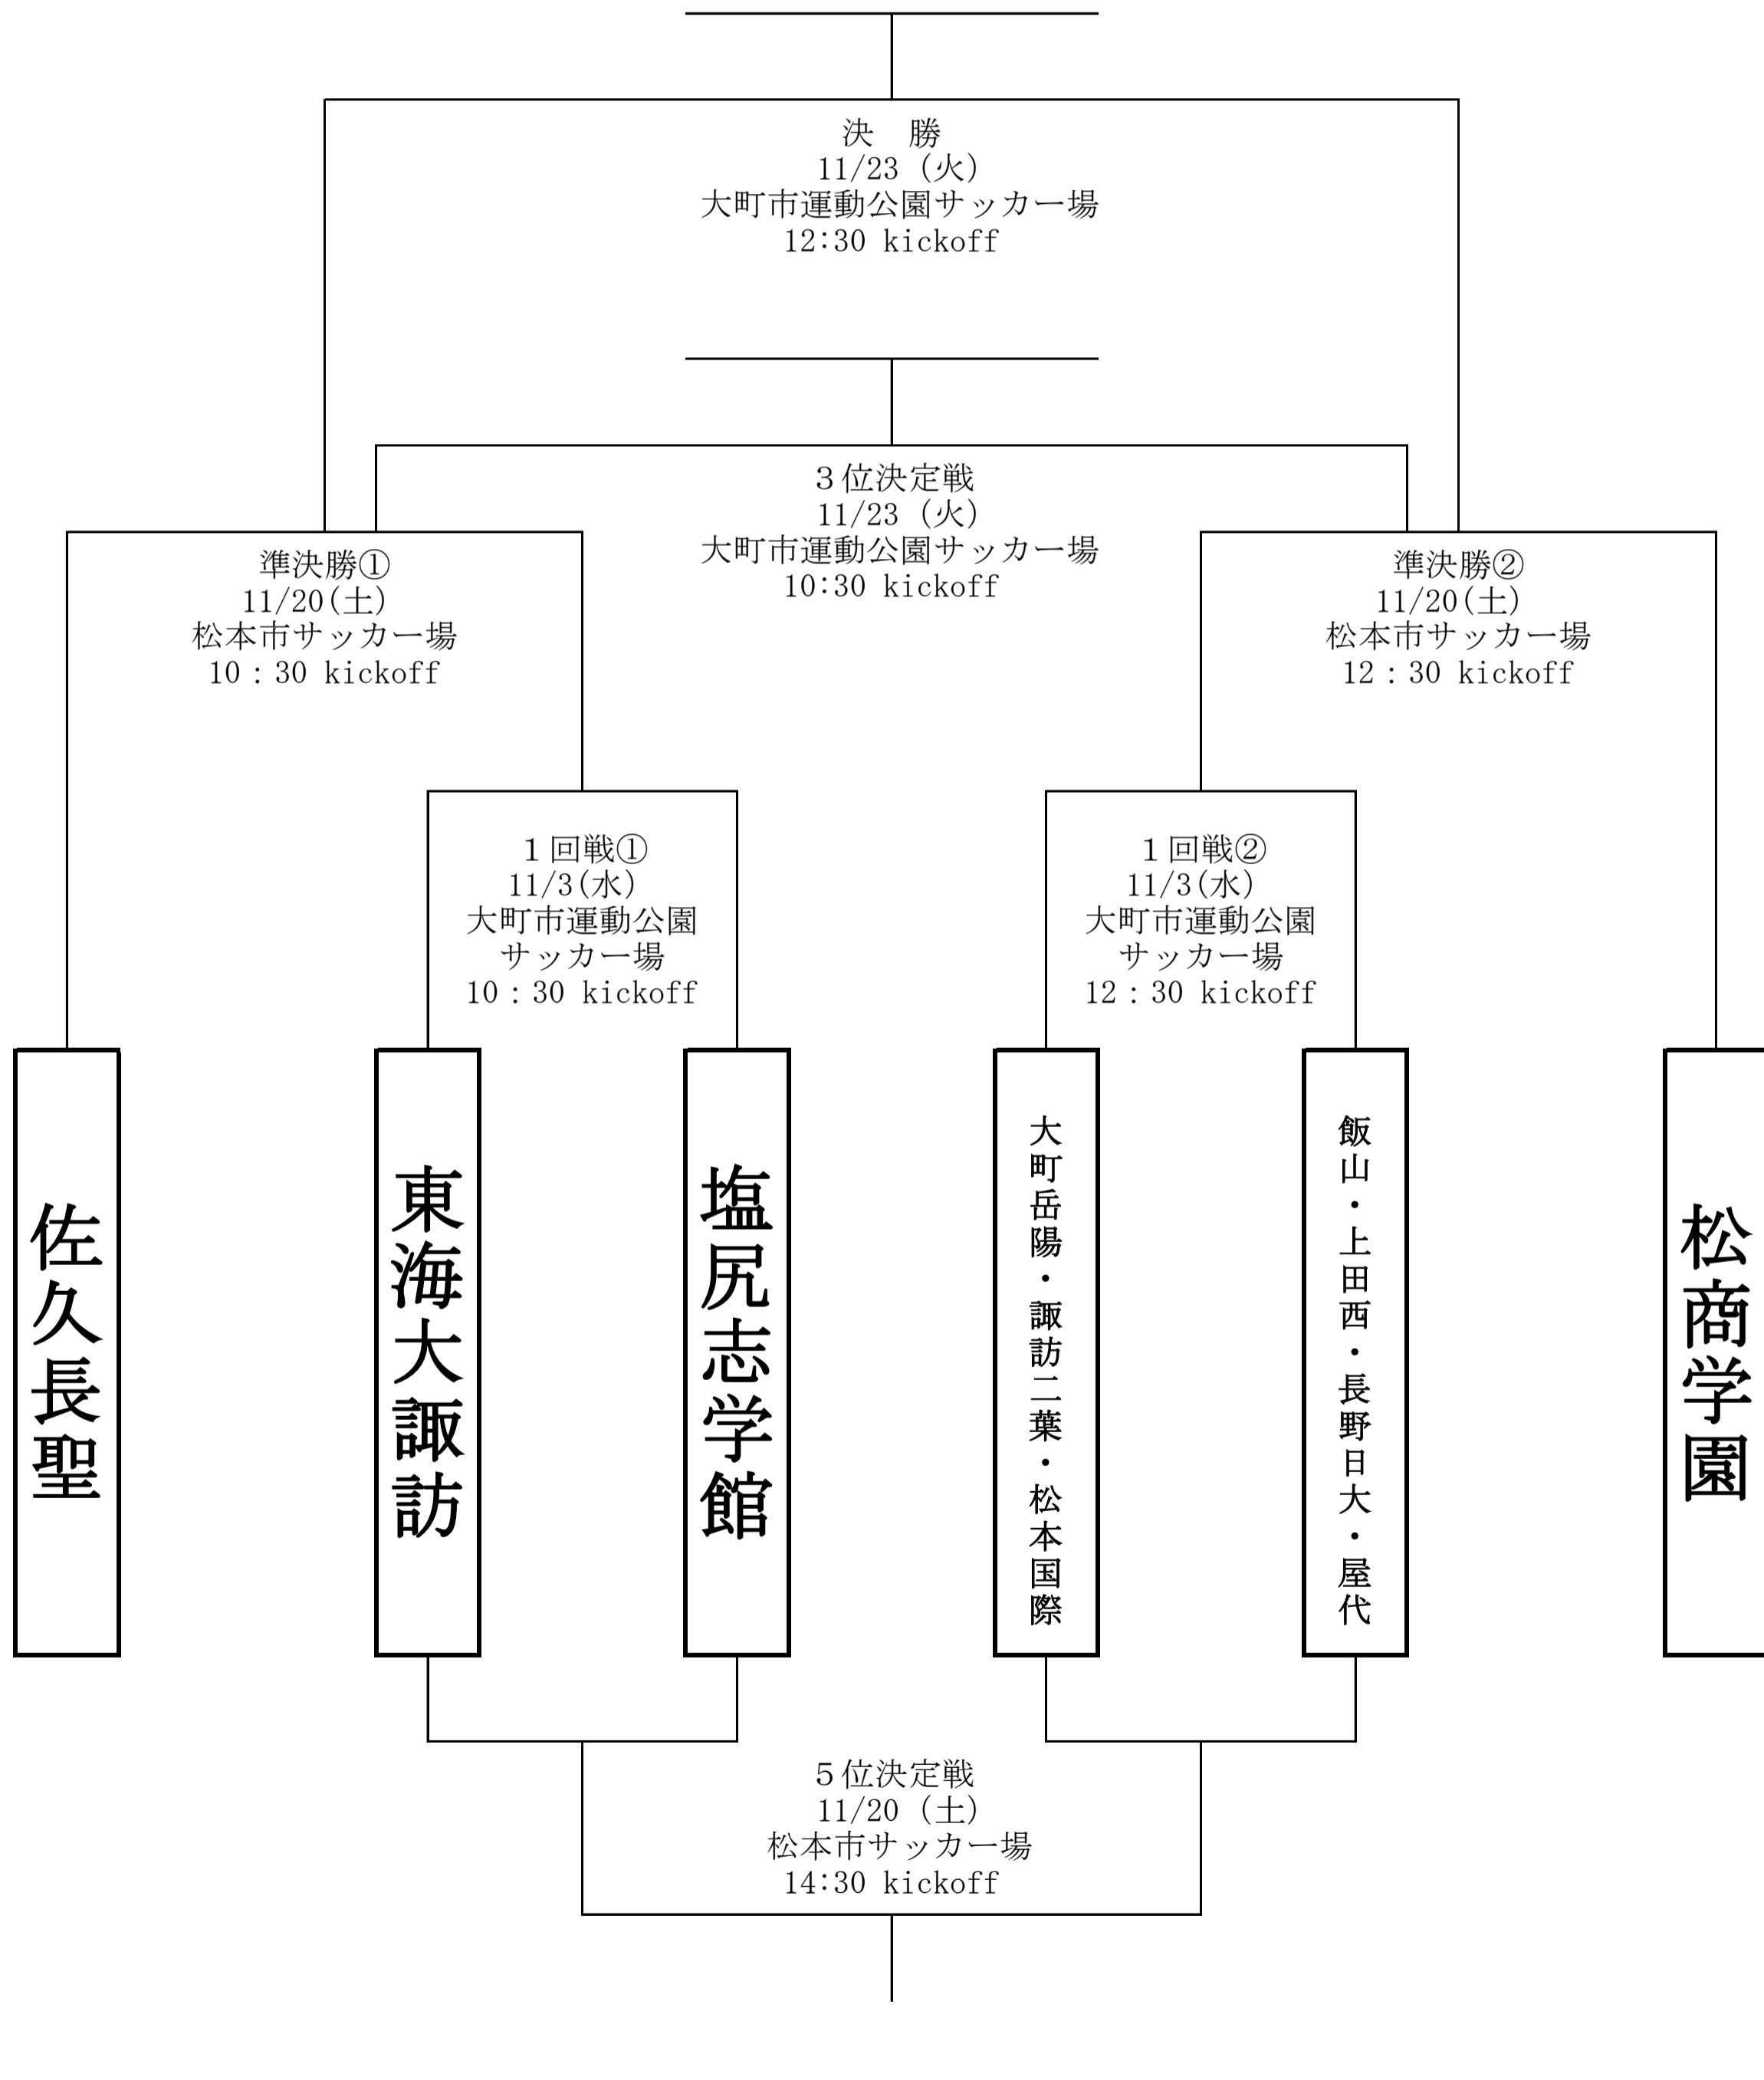 決　勝
11/23（火）
大町市運動公園サッカー場
12:30 kickoff
３位決定戦
11/23（火）
大町市運動公園サッカー場
10:30 kickoff
準決勝①
11/20(土)
松本市サッカー場
10：30 kickoff
準決勝②
11/20(土)
松本市サッカー場
12：30 kickoff
１回戦①
11/3(水)
大町市運動公園
サッカー場
10：30 kickoff
１回戦②
11/3(水)
大町市運動公園
サッカー場
12：30 kickoff
佐久長聖
東海大諏訪
塩尻志学館
大町岳陽・諏訪二葉・松本国際
飯山・上田西・長野日大・屋代
松商学園
５位決定戦
11/20（土）
松本市サッカー場
14:30 kickoff